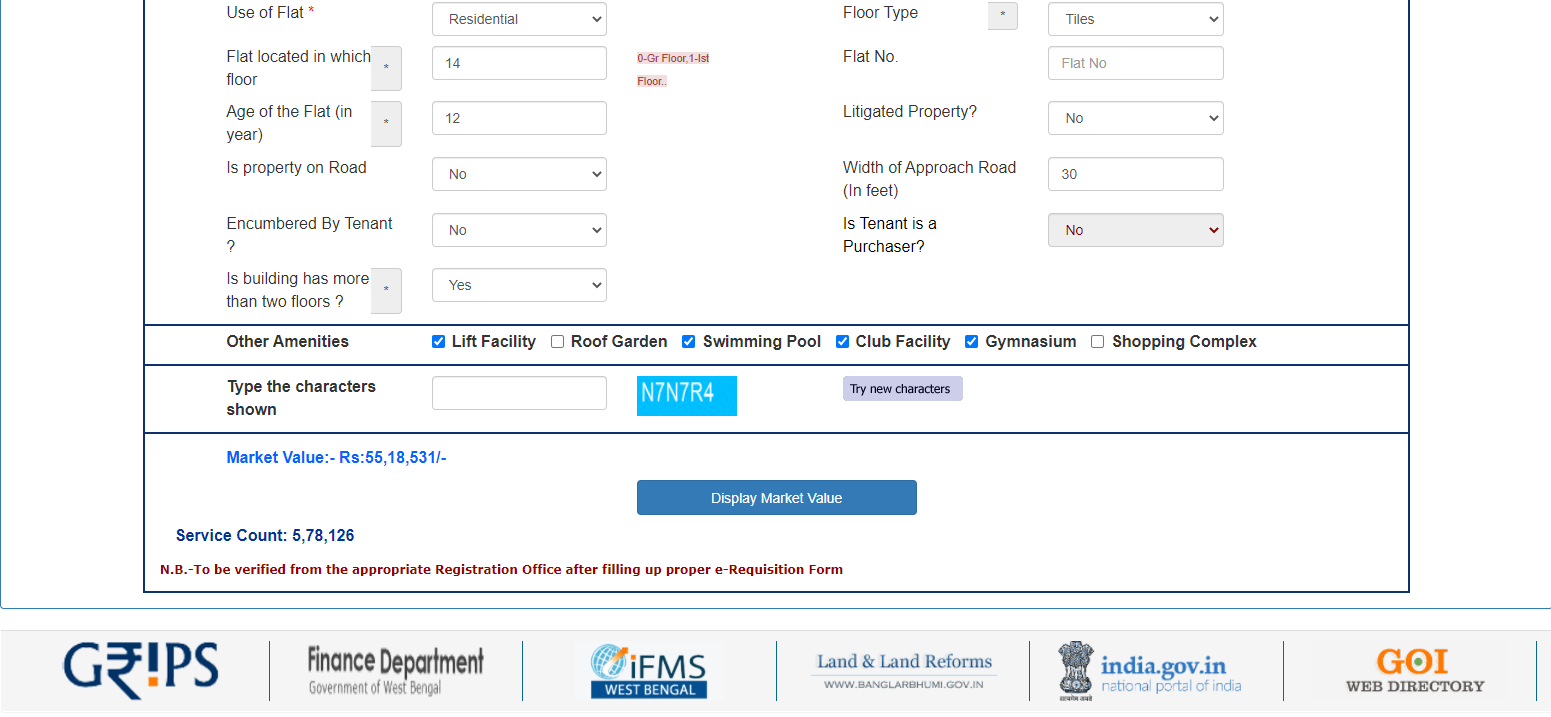 Use of Flat * Residential Floor Type * Tiles
Flat located in which floor * 14 0-Gr Floor,1-Ist Floor.. Flat No. Flat No
Age of the Flat (in year) * 12 Litigated Property? No
Is property on Road No Width of Approach Road (In feet) 30
Encumbered By Tenant ? No Is Tenant is a Purchaser? No
Is building has more than two floors ? * Yes
Other Amenities Lift Facility Roof Garden Swimming Pool Club Facility Gymnasium Shopping Complex
Type the characters shown N7N7R4 Try new characters
Market Value:- Rs:55,18,531/-
Display Market Value
Service Count: 5,78,126
N.B.-To be verified from the appropriate Registration Office after filling up proper e-Requisition Form
G₹!PS
Finance Department
Government of West Bengal
iFMS
WEST BENGAL
Land & Land Reforms
WWW.BANGLARBHUMI.GOV.IN
सत्यमेव जयते
india.gov.in
national portal of india
GOI
WEB DIRECTORY